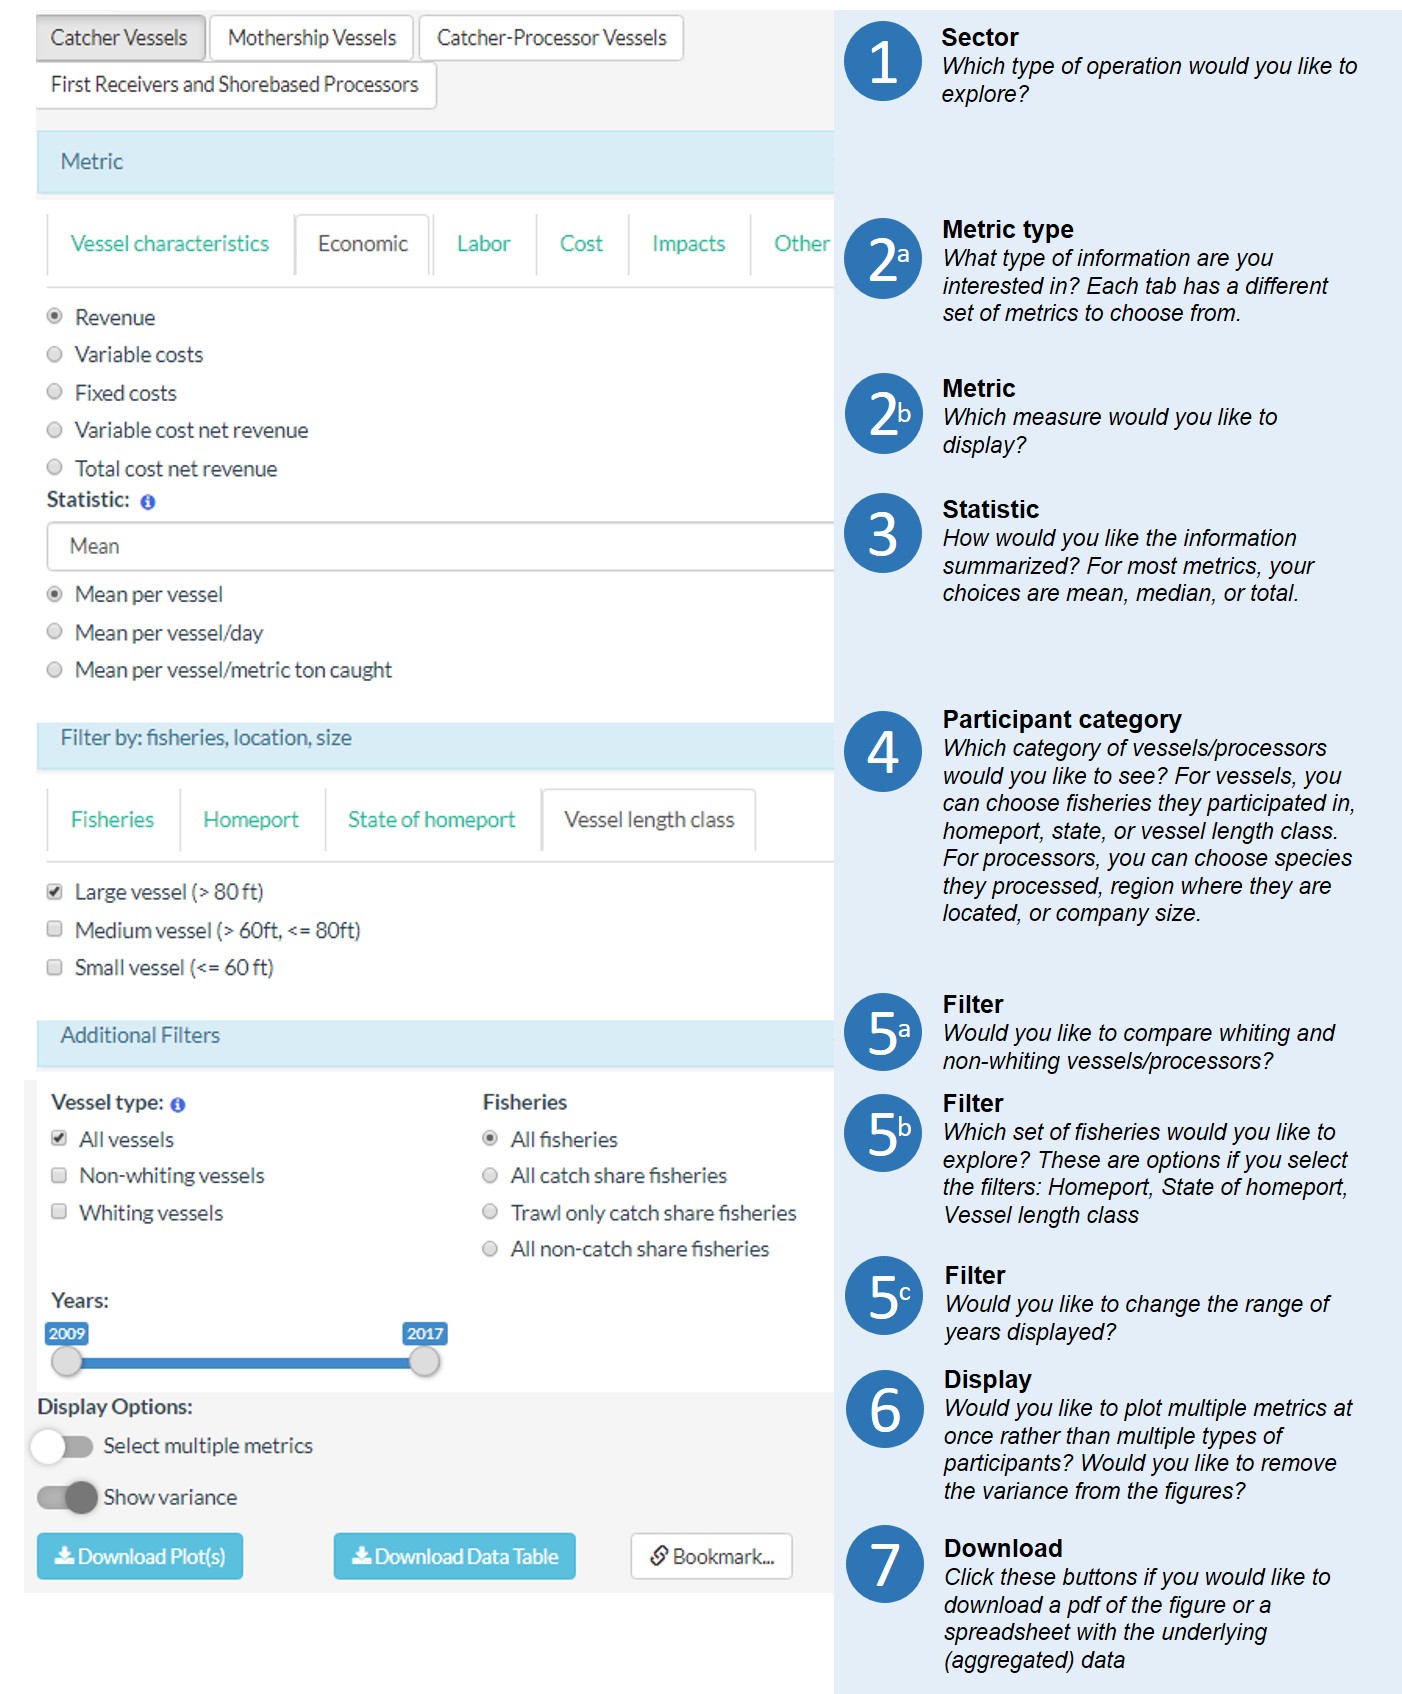 Catcher Vessels
Mothership Vessels
Catcher-Processor Vessels
First Receivers and Shorebased Processors
Metric
Vessel characteristics
Economic
Labor
Cost
Impacts
Other
Revenue
Variable costs
Fixed costs
Variable cost net revenue
Total cost net revenue
Statistic:
Mean
Mean per vessel
Mean per vessel/day
Mean per vessel/metric ton caught
Filter by: fisheries, location, size
Fisheries
Homeport
State of homeport
Vessel length class
Large vessel (> 80 ft)
Medium vessel (> 60ft, <= 80ft)
Small vessel (<= 60 ft)
Additional Filters
Vessel type:
All vessels
Non-whiting vessels
Whiting vessels
Fisheries
All fisheries
All catch share fisheries
Trawl only catch share fisheries
All non-catch share fisheries
Years:
2009
2017
Display Options:
Select multiple metrics
Show variance
Download Plot(s)
Download Data Table
Bookmark...
1
Sector
Which type of operation would you like to
explore?
2a
Metric type
What type of information are you
interested in? Each tab has a different
set of metrics to choose from.
2b
Metric
Which measure would you like to
display?
3
Statistic
How would you like the information
summarized? For most metrics, your
choices are mean, median, or total.
4
Participant category
Which category of vessels/processors
would you like to see? For vessels, you
can choose fisheries they participated in,
homeport, state, or vessel length class.
For processors, you can choose species
they processed, region where they are
located, or company size.
5a
Filter
Would you like to compare whiting and
non-whiting vessels/processors?
5b
Filter
Which set of fisheries would you like to
explore? These are options if you select
the filters: Homeport, State of homeport,
Vessel length class
5c
Filter
Would you like to change the range of
years displayed?
6
Display
Would you like to plot multiple metrics at
once rather than multiple types of
participants? Would you like to remove
the variance from the figures?
7
Download
Click these buttons if you would like to
download a pdf of the figure or a
spreadsheet with the underlying
(aggregated) data